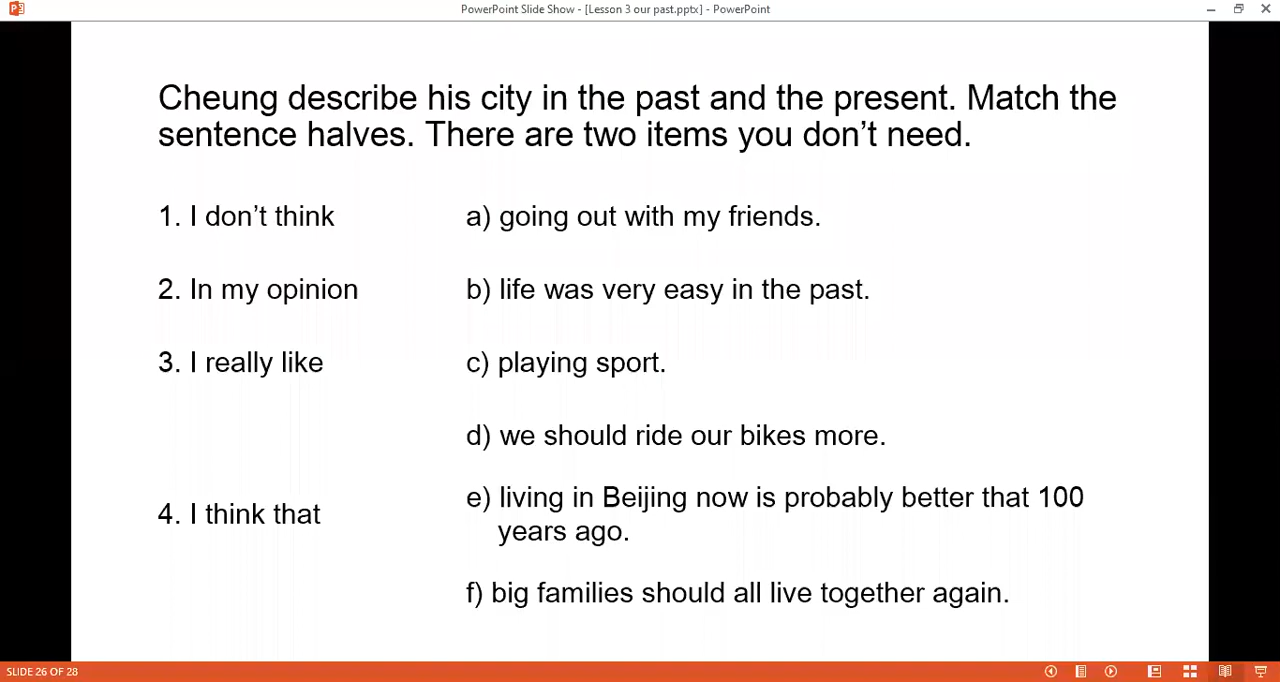 PowerPoint Slide Show - [Lesson 3 our past.pptx] - PowerPoint
Cheung describe his city in the past and the present. Match the
sentence halves. There are two items you don't need.
1. I don't think
a) going out with my friends.
2. In my opinion
b) life was very easy in the past.
3. I really like
c) playing sport.
d) we should ride our bikes more.
4. I think that
e) living in Beijing now is probably better that 100
years ago.
f) big families should all live together again.
SLIDE 26 OF 28